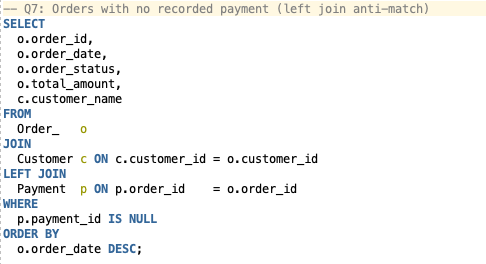 -- Q7: Orders with no recorded payment (left join anti-match)
SELECT
  o.order_id,
  o.order_date,
  o.order_status,
  o.total_amount,
  c.customer_name
FROM
  Order_   o
JOIN
  Customer c ON c.customer_id = o.customer_id
LEFT JOIN
  Payment  p ON p.order_id    = o.order_id
WHERE
  p.payment_id IS NULL
ORDER BY
  o.order_date DESC;